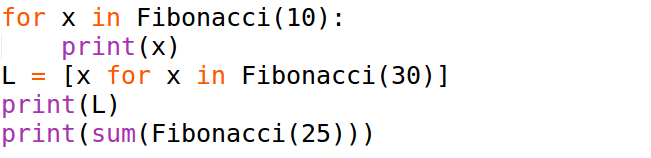 for x in Fibonacci(10):
    print(x)
L = [x for x in Fibonacci(30)]
print(L)
print(sum(Fibonacci(25)))